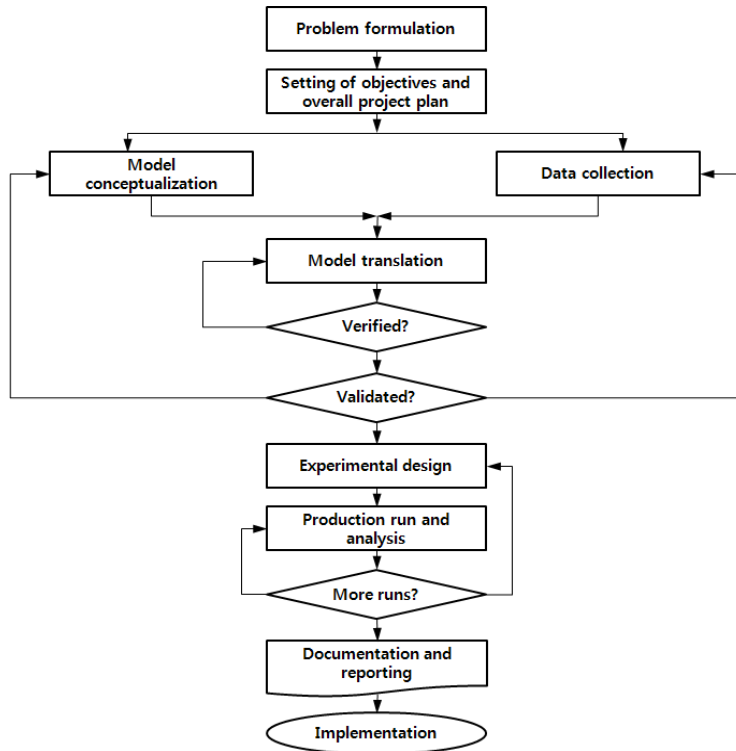 Problem formulation
Setting of objectives and
overall project plan
Model
conceptualization
Data collection
Model translation
Verified?
Validated?
Experimental design
Production run and
analysis
More runs?
Documentation and
reporting
Implementation